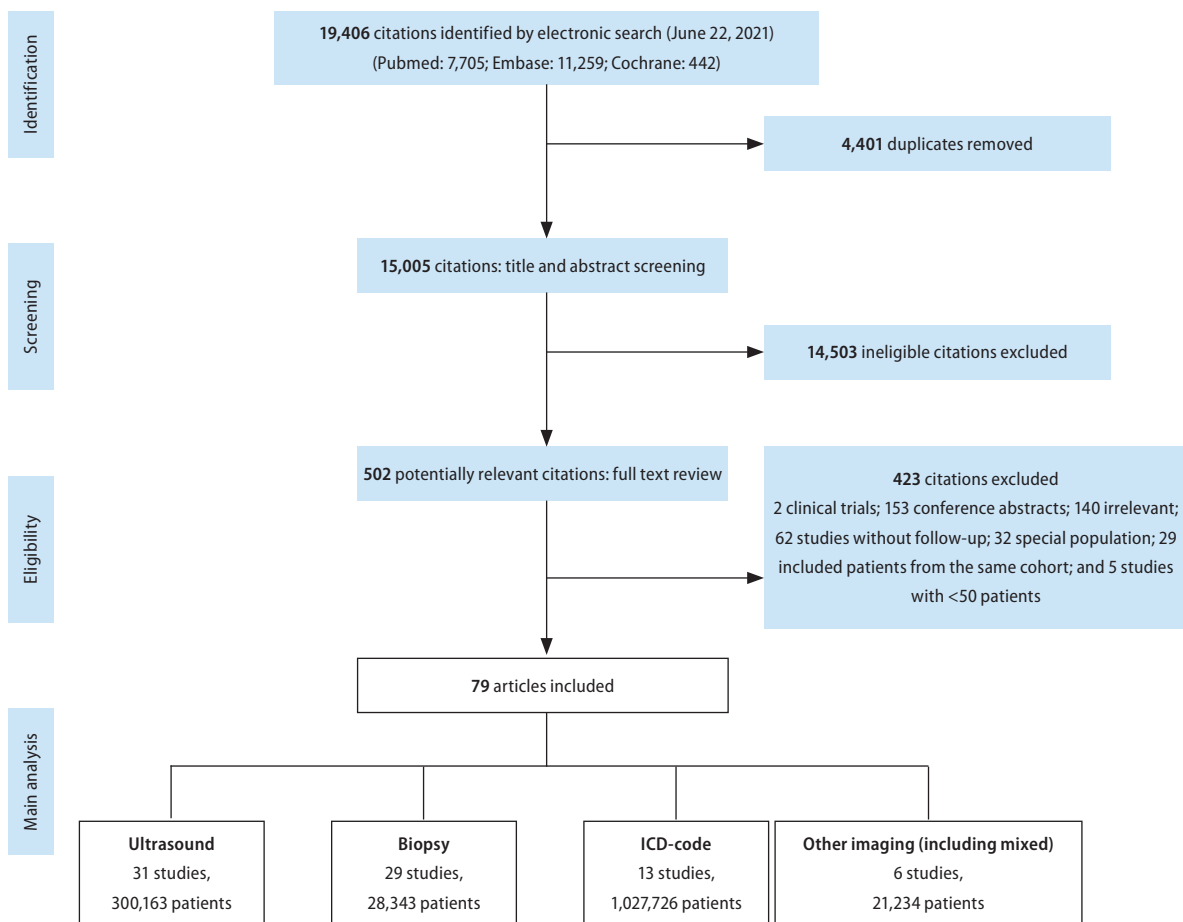 Identification
19,406 citations identified by electronic search (June 22, 2021)
(Pubmed: 7,705; Embase: 11,259; Cochrane: 442)
4,401 duplicates removed
Screening
15,005 citations: title and abstract screening
14,503 ineligible citations excluded
Eligibility
502 potentially relevant citations: full text review
423 citations excluded
2 clinical trials; 153 conference abstracts; 140 irrelevant;
62 studies without follow-up; 32 special population; 29
included patients from the same cohort; and 5 studies
with <50 patients
79 articles included
Main analysis
Ultrasound
31 studies,
300,163 patients
Biopsy
29 studies,
28,343 patients
ICD-code
13 studies,
1,027,726 patients
Other imaging (including mixed)
6 studies,
21,234 patients